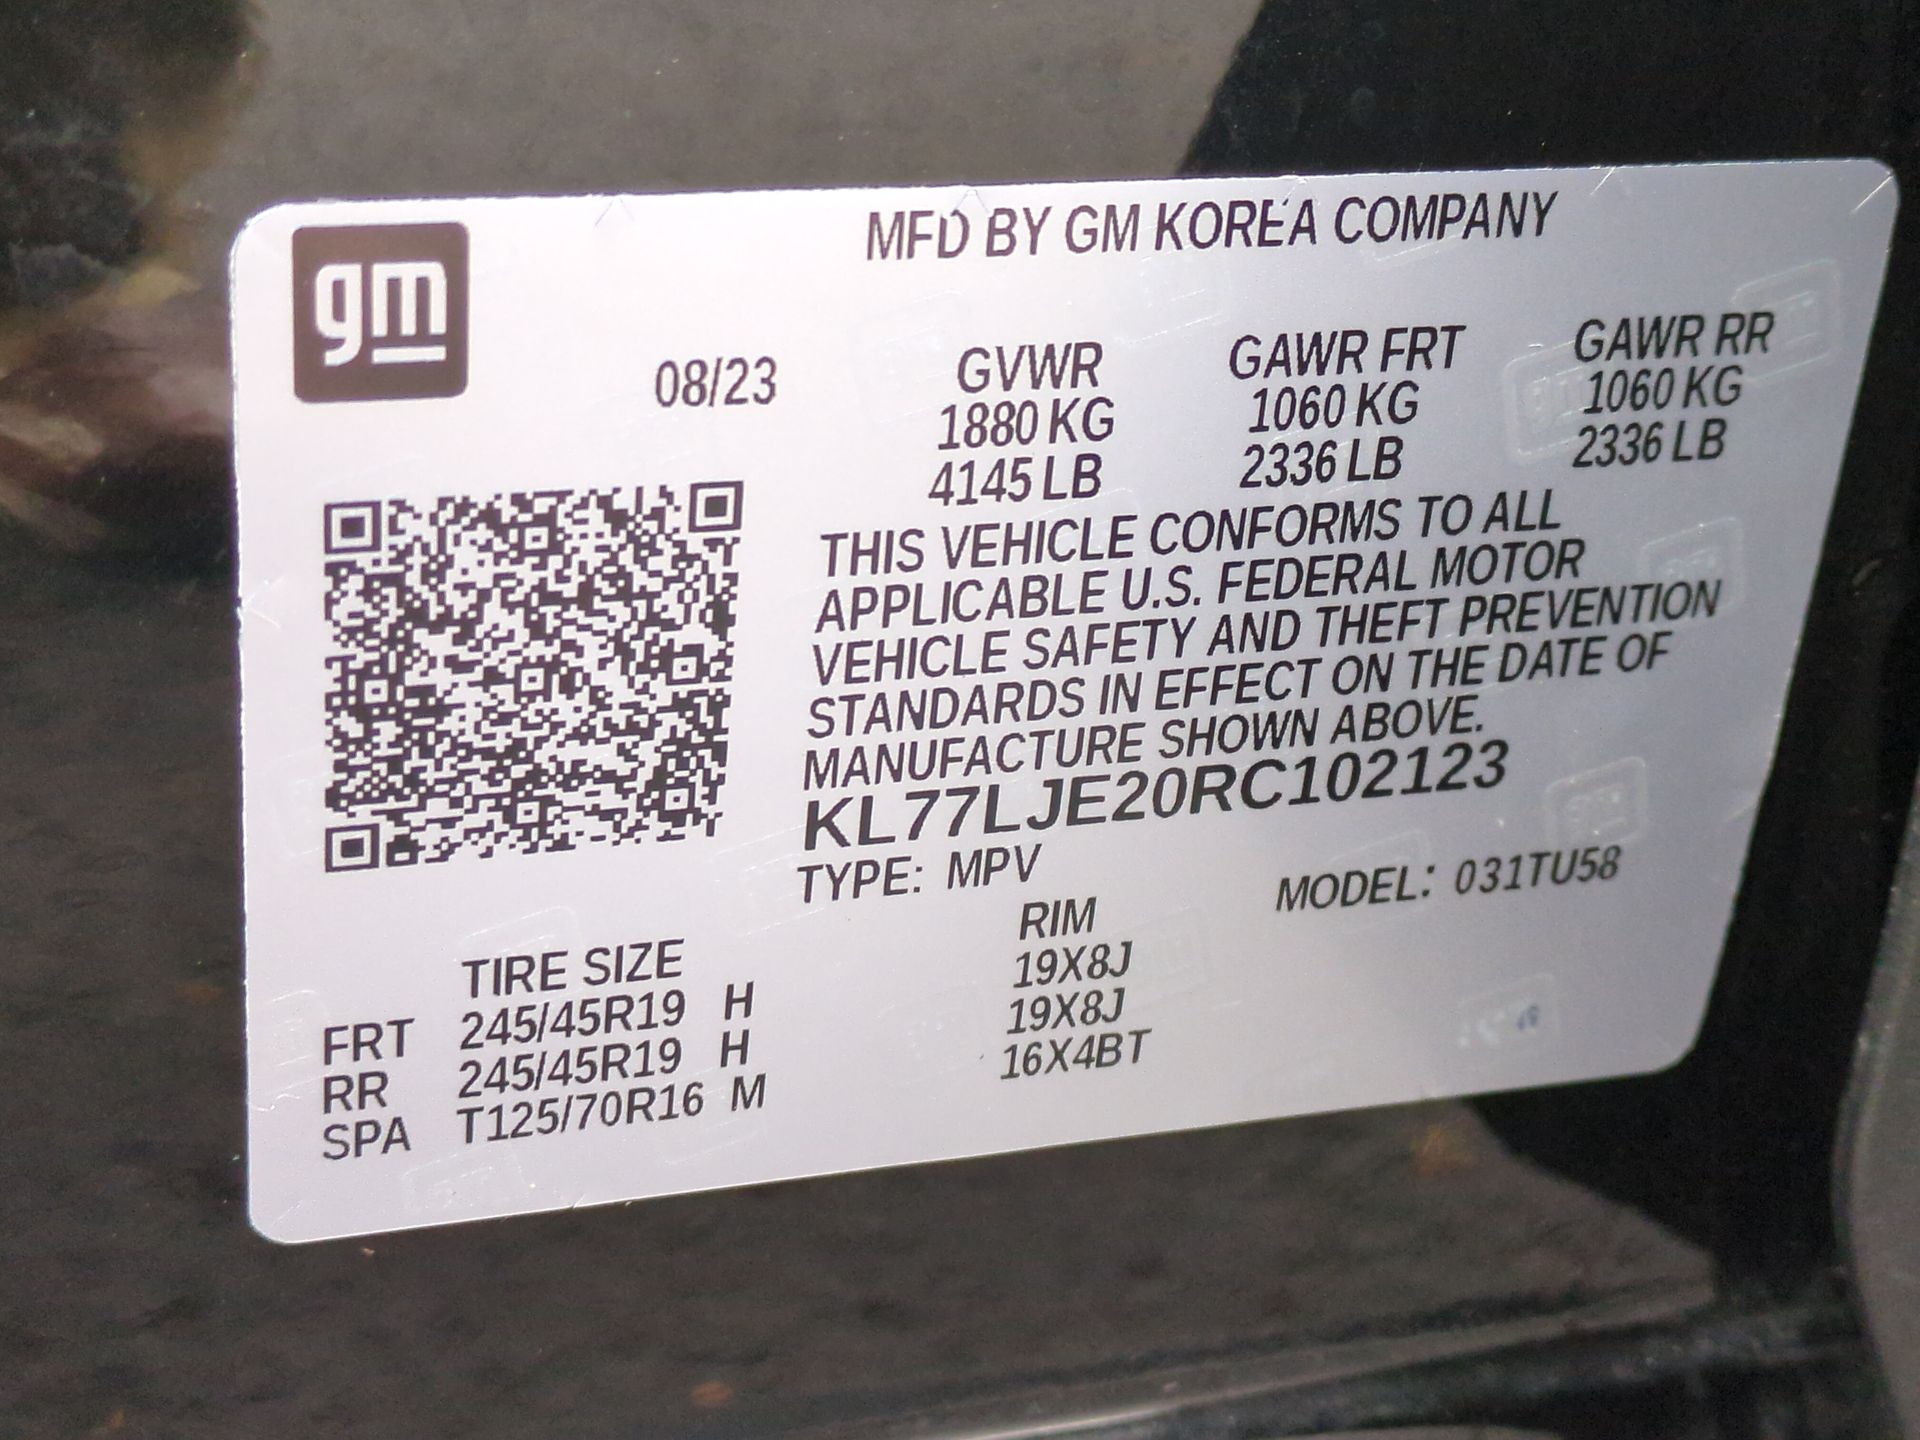 gm
MFD BY GM KOREA COMPANY
08/23
GVWR GAWR FRT GAWR RR
1880 KG 1060 KG 1060 KG
4145 LB 2336 LB 2336 LB
THIS VEHICLE CONFORMS TO ALL
APPLICABLE U.S. FEDERAL MOTOR
VEHICLE SAFETY AND THEFT PREVENTION
STANDARDS IN EFFECT ON THE DATE OF
MANUFACTURE SHOWN ABOVE.
KL77LJE20RC102123
TYPE: MPV MODEL: 031TU58
TIRE SIZE RIM
FRT 245/45R19 H 19X8J
RR 245/45R19 H 19X8J
SPA T125/70R16 M 16X4BT